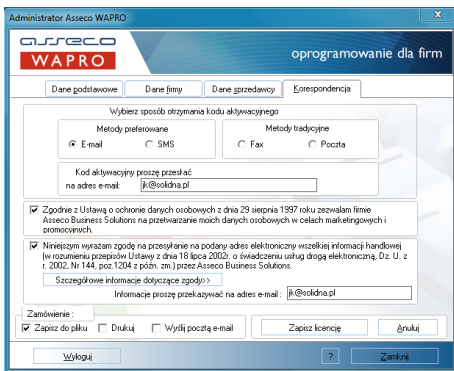 Administrator Asseco WAPRO
x
asseco
WAPRO
oprogramowanie dla firm
Dane podstawowe Dane firmy Dane sprzedawcy Korespondencja
Wybierz sposób otrzymania kodu aktywacyjnego
Metody preferowane
E-mail SMS
Metody tradycyjne
Fax Poczta
Kod aktywacyjny proszę przesłać
na adres e-mail: jk@solidna.pl
Zgodnie z Ustawą o ochronie danych osobowych z dnia 29 sierpnia 1997 roku zezwalam firmie
Asseco Business Solutions na przetwarzanie moich danych osobowych w celach marketingowych i
promocyjnych.
Niniejszym wyrażam zgodę na przesyłanie na podany adres elektroniczny wszelkiej informacji handlowej
(w rozumieniu przepisów Ustawy z dnia 18 lipca 2002r. o świadczeniu usług drogą elektroniczną, Dz. U. z
r. 2002, Nr 144, poz.1204 z późn. zm.) przez Asseco Business Solutions.
Szczegółowe informacje dotyczące zgody>>
Informacje proszę przekazywać na adres e-mail : jk@solidna.pl
Zamówienie :
Zapisz do pliku Drukuj Wyślij pocztą e-mail Zapisz licencję Anuluj
Wyloguj ? Zamknij